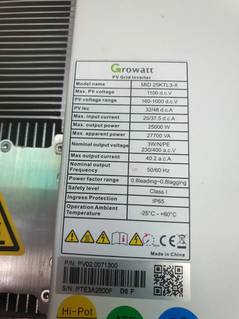 Growatt
PV Grid Inverter
Model name MID 25KTL3-X
Max. PV voltage 1100 d.c.V
PV voltage range 160-1000 d.c.V
PV Isc 32/48 d.c.A
Max. input current 25/37.5 d.c.A
Max. output power 25000 W
Max. apparent power 27700 VA
Nominal output voltage 3W/N/PE 230/400 a.c.V
Max. output current 40.2 a.c.A
Nominal output Frequency 50/60 Hz
Power factor range 0.8leading~0.8lagging
Safety level Class I
Ingress Protection IP65
Operation Ambient Temperature -25°C ~ +60°C
Made in China
P/N: PV02.0071300
S/N:
Hi-Pot